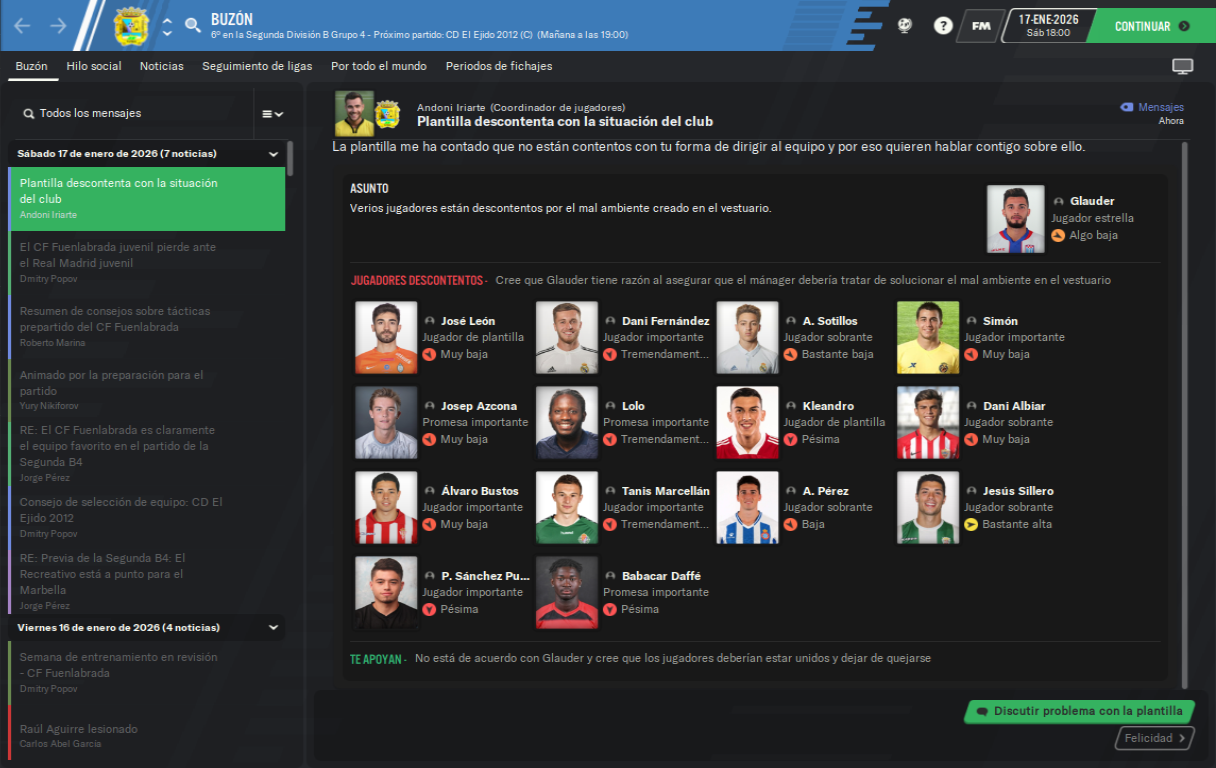 BUZÓN
6º en la Segunda División B Grupo 4 - Próximo partido: CD El Ejido 2012 (C) (Mañana a las 19:00)
?
FM
17-ENE-2026
Sáb 18:00
CONTINUAR
Buzón Hilo social Noticias Seguimiento de ligas Por todo el mundo Periodos de fichajes
Todos los mensajes
Sábado 17 de enero de 2026 (7 noticias)
Plantilla descontenta con la situación
del club
Andoni Iriarte
El CF Fuenlabrada juvenil pierde ante
el Real Madrid juvenil
Dmitry Popov
Resumen de consejos sobre tácticas
prepartido del CF Fuenlabrada
Roberto Marina
Animado por la preparación para el
partido
Yury Nikiforov
RE: El CF Fuenlabrada es claramente
el equipo favorito en el partido de la
Segunda B4
Jorge Pérez
Consejo de selección de equipo: CD El
Ejido 2012
Dmitry Popov
RE: Previa de la Segunda B4: El
Recreativo está a punto para el
Marbella
Jorge Pérez
Viernes 16 de enero de 2026 (4 noticias)
Semana de entrenamiento en revisión
- CF Fuenlabrada
Dmitry Popov
Raúl Aguirre lesionado
Carlos Abel García
Andoni Iriarte (Coordinador de jugadores)
Plantilla descontenta con la situación del club
Mensajes
Ahora
La plantilla me ha contado que no están contentos con tu forma de dirigir al equipo y por eso quieren hablar contigo sobre ello.
ASUNTO
Verios jugadores están descontentos por el mal ambiente creado en el vestuario.
Glauder
Jugador estrella
Algo baja
JUGADORES DESCONTENTOS - Cree que Glauder tiene razón al asegurar que el mánager debería tratar de solucionar el mal ambiente en el vestuario
José León
Jugador de plantilla
Muy baja
Dani Fernández
Jugador importante
Tremendament...
A. Sotillos
Jugador sobrante
Bastante baja
Simón
Jugador importante
Muy baja
Josep Azcona
Promesa importante
Muy baja
Lolo
Promesa importante
Tremendament...
Kleandro
Jugador de plantilla
Pésima
Dani Albiar
Jugador sobrante
Muy baja
Álvaro Bustos
Jugador importante
Muy baja
Tanis Marcellán
Jugador importante
Tremendament...
A. Pérez
Jugador sobrante
Baja
Jesús Sillero
Jugador sobrante
Bastante alta
P. Sánchez Pu...
Jugador importante
Pésima
Babacar Daffé
Promesa importante
Pésima
TE APOYAN - No está de acuerdo con Glauder y cree que los jugadores deberían estar unidos y dejar de quejarse
Discutir problema con la plantilla
Felicidad